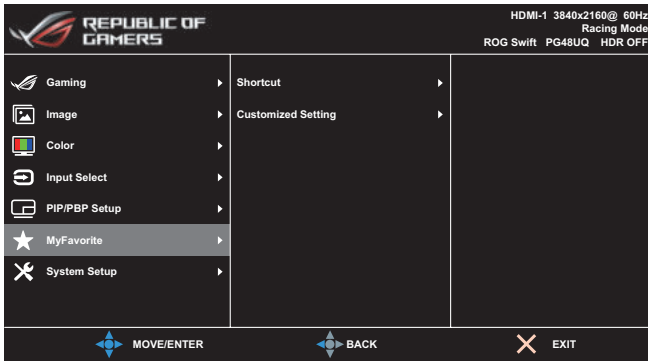 REPUBLIC OF
GAMERS
HDMI-1 3840x2160@ 60Hz
Racing Mode
ROG Swift PG48UQ HDR OFF
Gaming
Image
Color
Input Select
PIP/PBP Setup
MyFavorite
System Setup
Shortcut
Customized Setting
MOVE/ENTER
BACK
EXIT